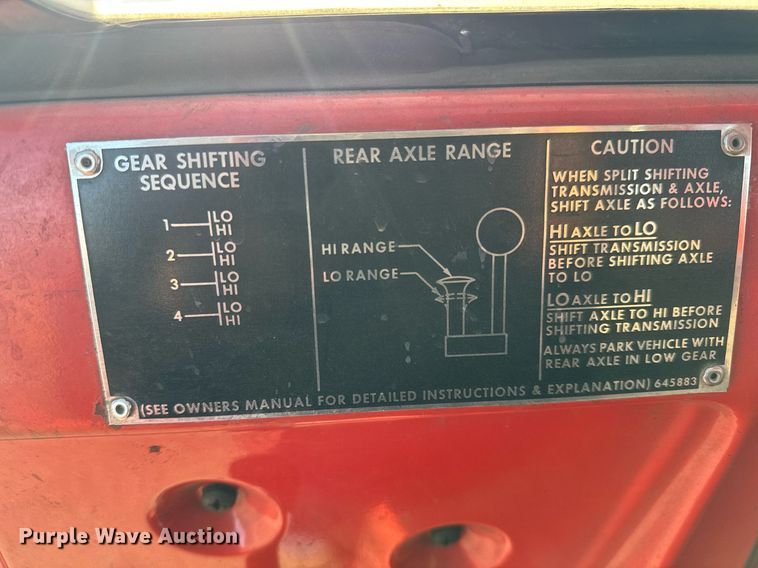 GEAR SHIFTING
SEQUENCE
1 LO
HI
2 LO
HI
3 LO
HI
4 LO
HI
REAR AXLE RANGE
HI RANGE
LO RANGE
CAUTION
WHEN SPLIT SHIFTING
TRANSMISSION & AXLE,
SHIFT AXLE AS FOLLOWS:
HI AXLE TO LO
SHIFT TRANSMISSION
BEFORE SHIFTING AXLE
TO LO
LO AXLE TO HI
SHIFT AXLE TO HI BEFORE
SHIFTING TRANSMISSION
ALWAYS PARK VEHICLE WITH
REAR AXLE IN LOW GEAR
(SEE OWNERS MANUAL FOR DETAILED INSTRUCTIONS & EXPLANATION) 645883
Purple Wave Auction®